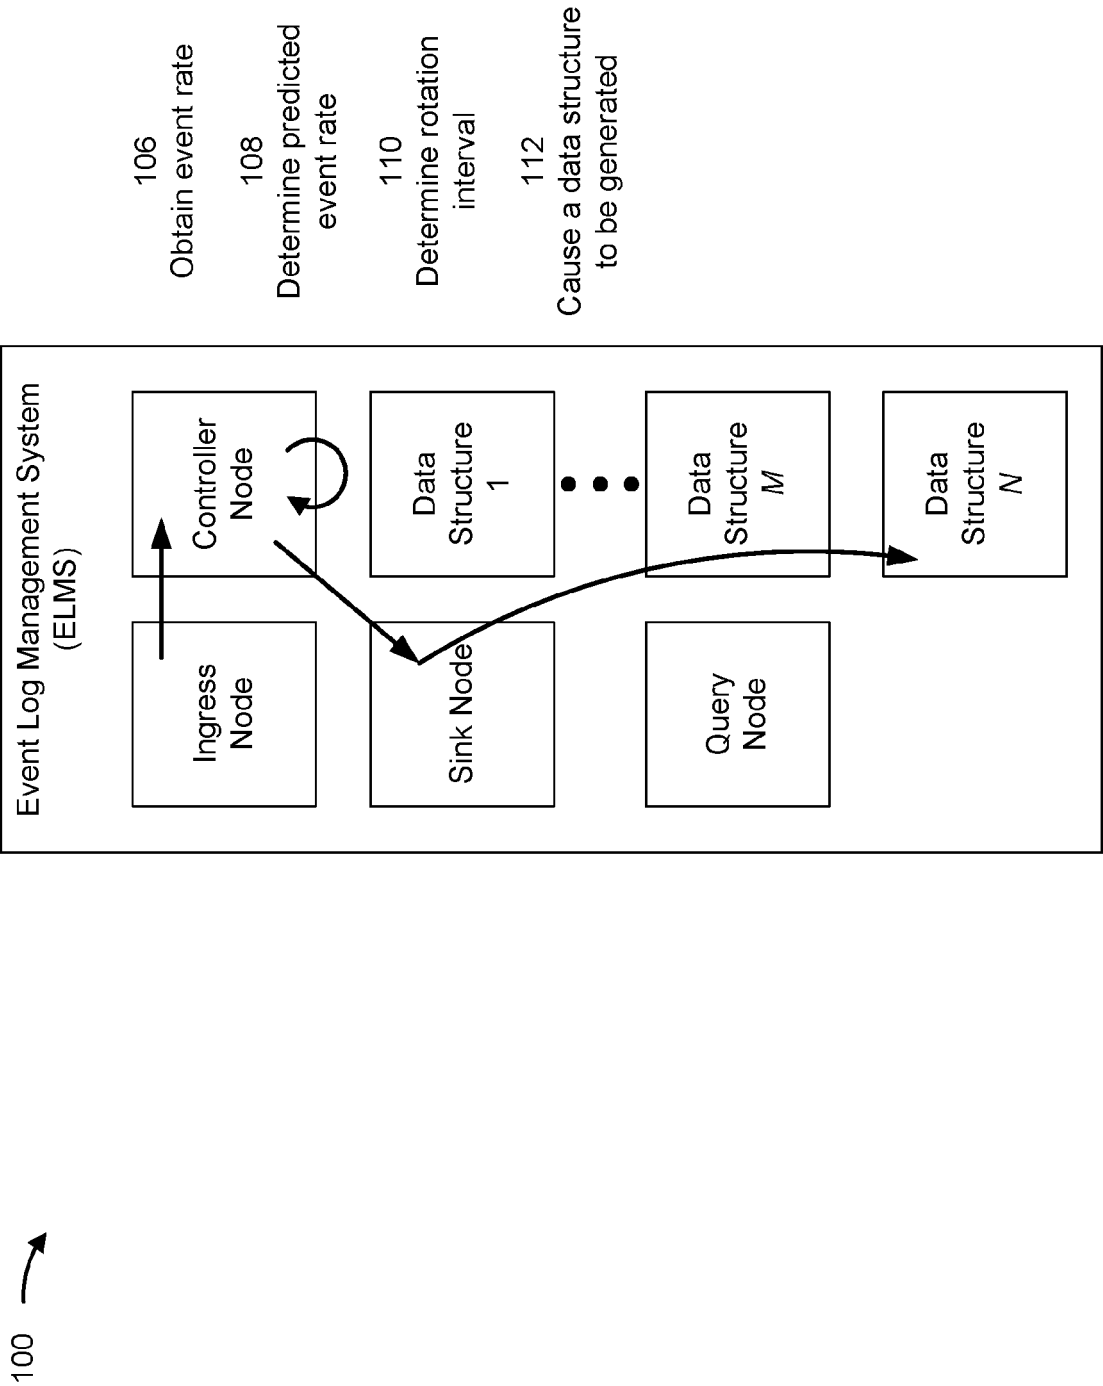 100
Event Log Management System
(ELMS)
Ingress
Node
Controller
Node
Sink Node
Data
Structure
1
Query
Node
Data
Structure
M
Data
Structure
N
106
Obtain event rate
108
Determine predicted
event rate
110
Determine rotation
interval
112
Cause a data structure
to be generated